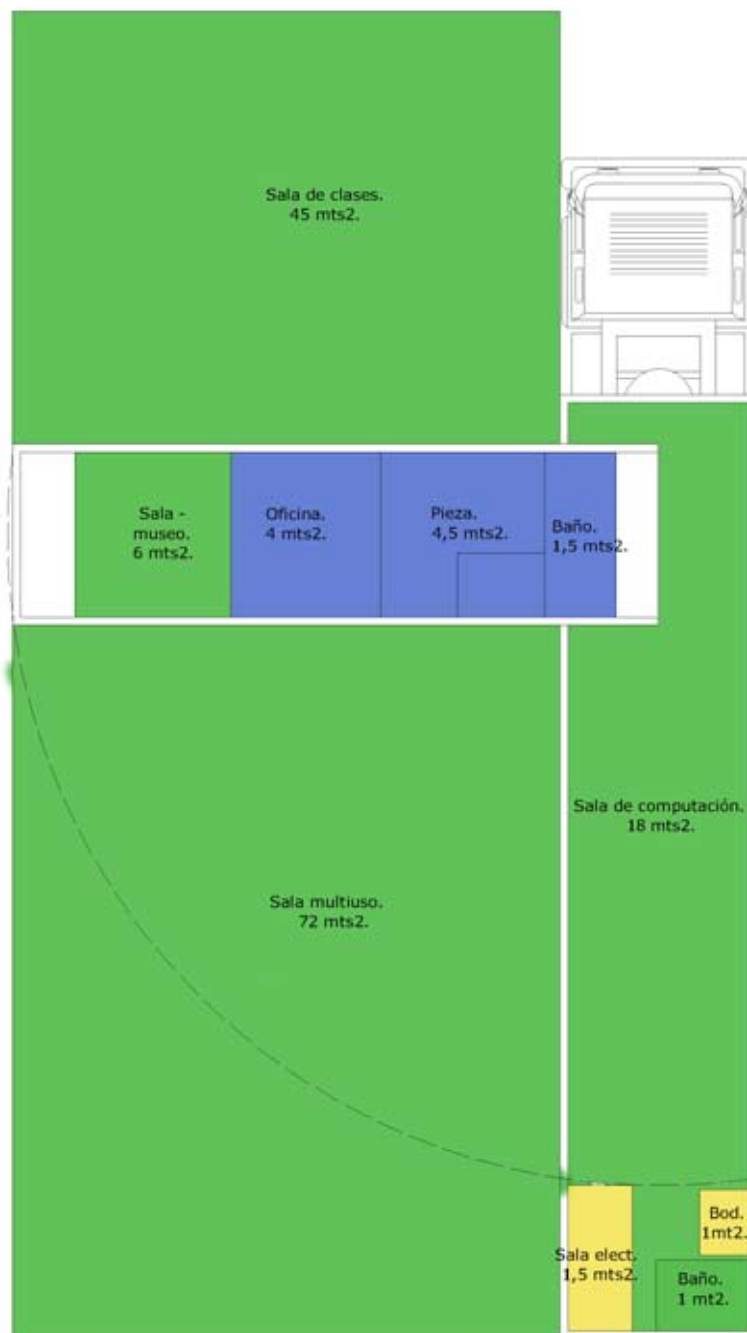 Sala de clases.
45 mts2.
Sala -
museo.
6 mts2.
Oficina.
4 mts2.
Pieza.
4,5 mts2.
Baño.
1,5 mts2.
Sala de computación.
18 mts2.
Sala multiuso.
72 mts2.
Sala elect.
1,5 mts2.
Bod.
1mt2.
Baño.
1 mt2.